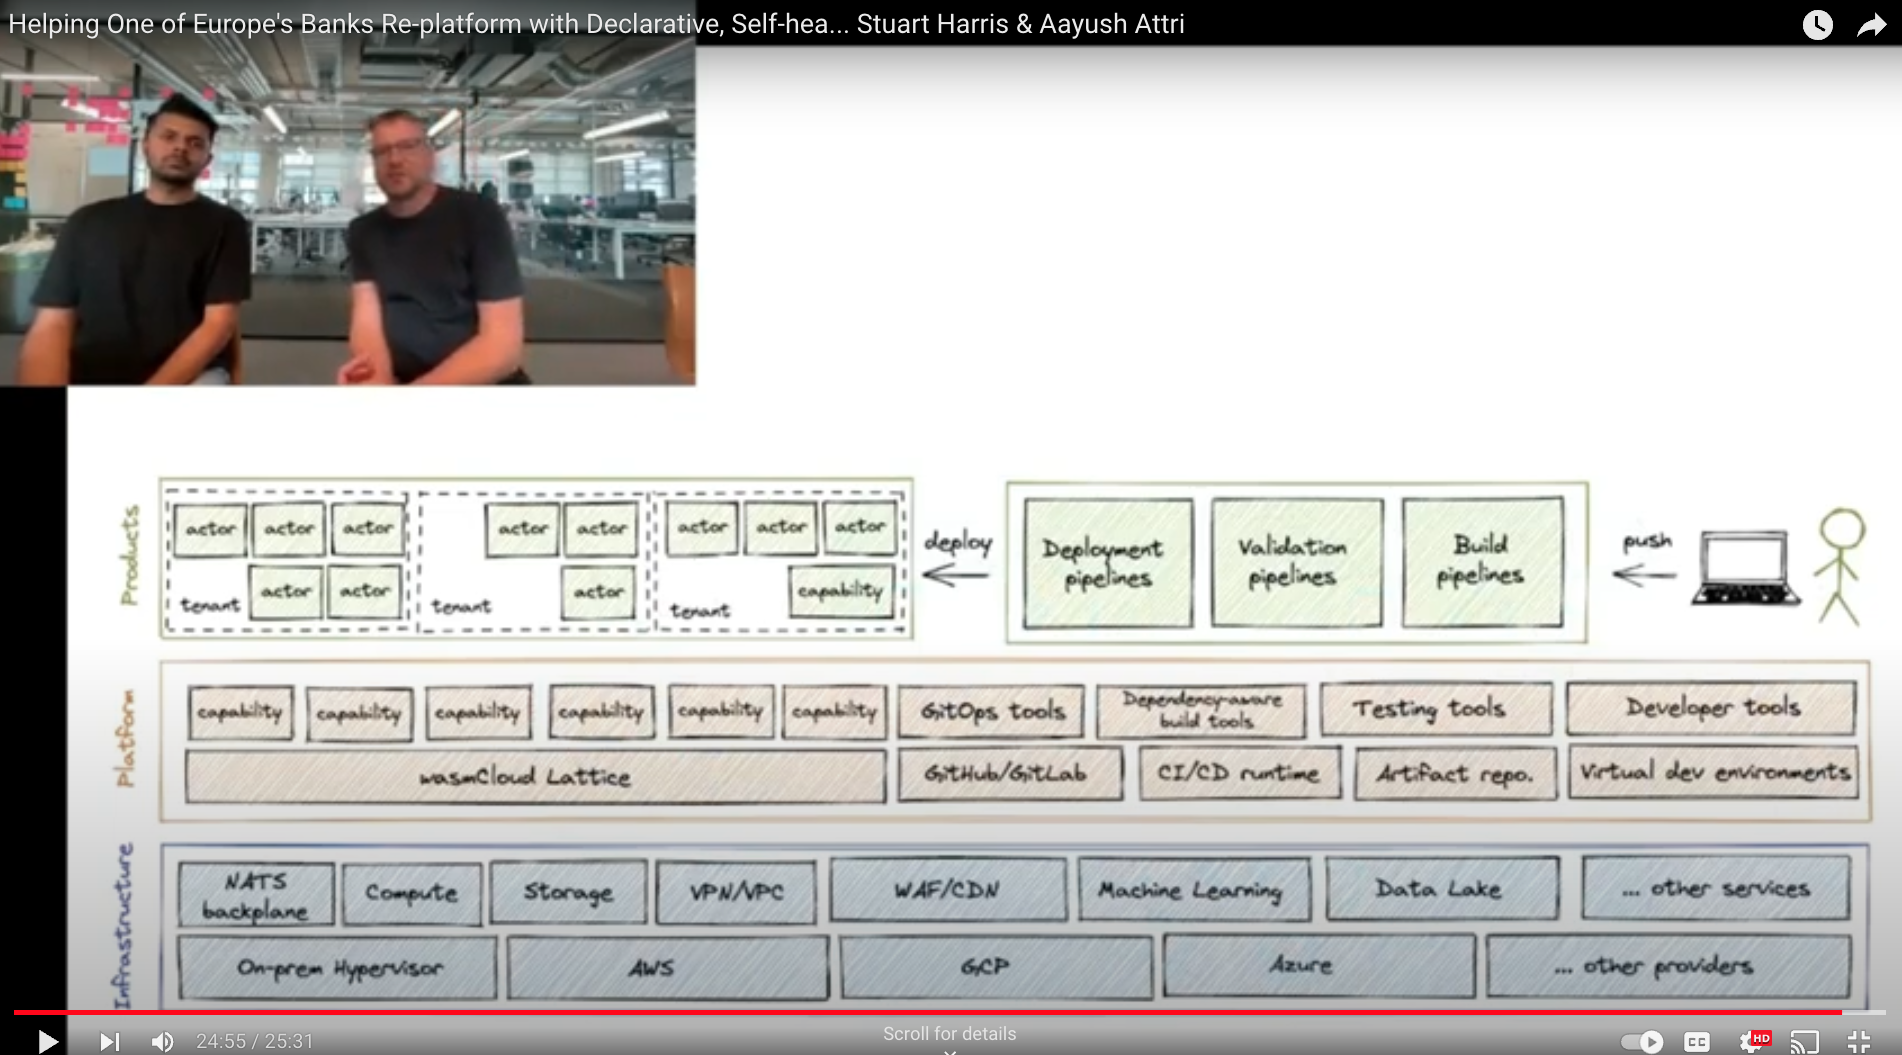 Helping One of Europe's Banks Re-platform with Declarative, Self-hea... Stuart Harris & Aayush Attri
Products
actor actor actor
actor actor
tenant
actor actor
actor
tenant
actor actor actor
capability
tenant
deploy
Deployment
pipelines
Validation
pipelines
Build
pipelines
push
Platform
capability capability capability capability capability capability
GitOps tools
Dependency-aware
build tools
Testing tools
Developer tools
wasmCloud Lattice
GitHub/GitLab
CI/CD runtime
Artifact repo.
Virtual dev environments
Infrastructure
NATS
backplane
Compute
Storage
VPN/VPC
WAF/CDN
Machine Learning
Data Lake
... other services
On-prem Hypervisor
AWS
GCP
Azure
... other providers
24:55 / 25:31
Scroll for details
CC
HD